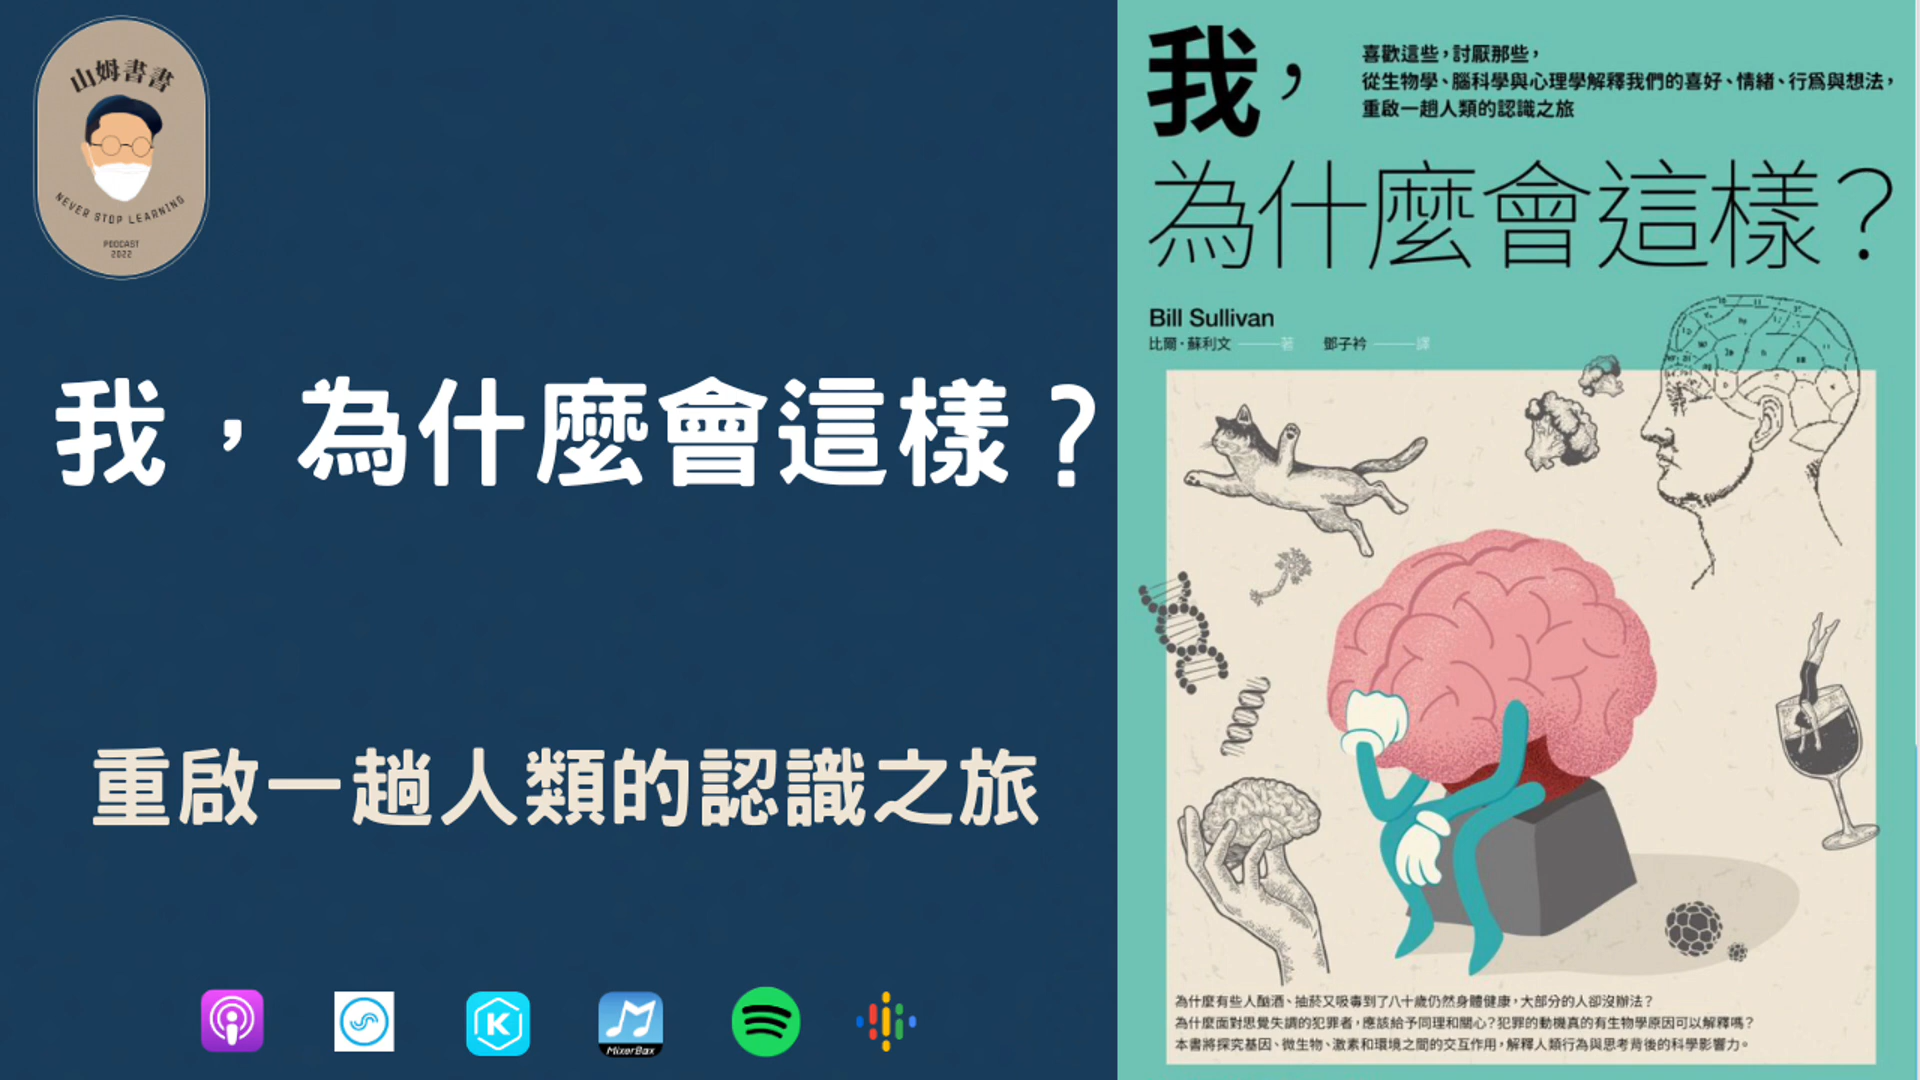 山姆書書
NEVER STOP LEARNING
PODCAST
2022
我，為什麼會這樣？
重啟一趟人類的認識之旅
MixerBox
我，
喜歡這些，討厭那些，
從生物學、腦科學與心理學解釋我們的喜好、情緒、行為與想法，
重啟一趟人類的認識之旅
為什麼會這樣？
Bill Sullivan
比爾·蘇利文 —— 著 鄧子衿 —— 譯
為什麼有些人酗酒、抽菸又吸毒到了八十歲仍然身體健康，大部分的人卻沒辦法？
為什麼面對思覺失調的犯罪者，應該給予同理和關心？犯罪的動機真的有生物學原因可以解釋嗎？
本書將探究基因、微生物、激素和環境之間的交互作用，解釋人類行為與思考背後的科學影響力。